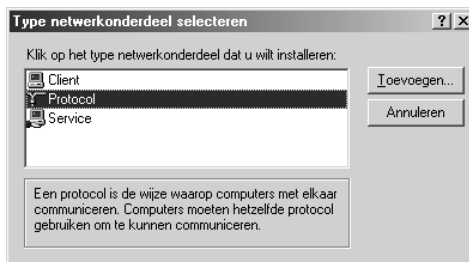 Type netwerkonderdeel selecteren
Klik op het type netwerkonderdeel dat u wilt installeren:
Client
Protocol
Service
Toevoegen...
Annuleren
Een protocol is de wijze waarop computers met elkaar
communiceren. Computers moeten hetzelfde protocol
gebruiken om te kunnen communiceren.